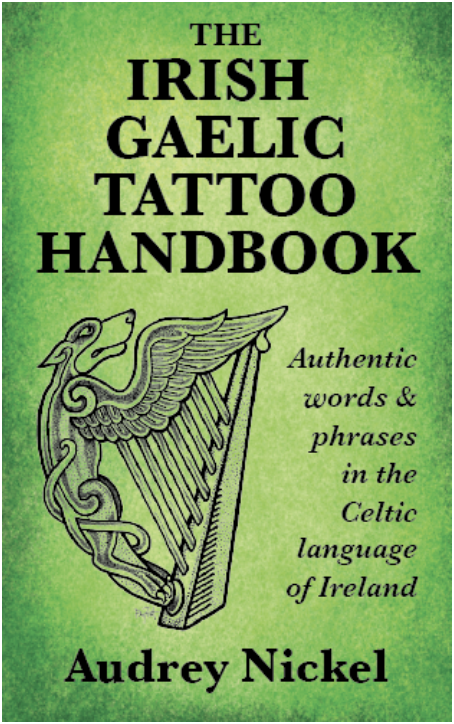 THE
IRISH
GAELIC
TATTOO
HANDBOOK
Authentic
words &
phrases
in the
Celtic
language
of Ireland
Audrey Nickel